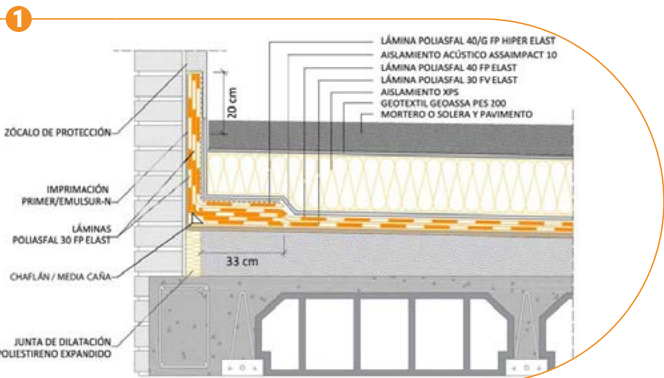 1
LÁMINA POLIASFAL 40/G FP HIPER ELAST
AISLAMIENTO ACÚSTICO ASSAIMPACT 10
LÁMINA POLIASFAL 40 FP ELAST
LÁMINA POLIASFAL 30 FV ELAST
AISLAMIENTO XPS
GEOTEXTIL GEOASSA PES 200
MORTERO O SOLERA Y PAVIMENTO
20 cm
ZÓCALO DE PROTECCIÓN
IMPRIMACIÓN
PRIMER/EMULSUR-N
LÁMINAS
POLIASFAL 30 FP ELAST
CHAFLÁN / MEDIA CAÑA
33 cm
JUNTA DE DILATACIÓN
POLIESTIRENO EXPANDIDO